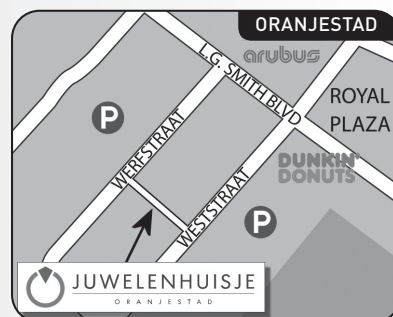 ORANJESTAD
arubus
L.G. SMITH BLVD
ROYAL
PLAZA
P
WERFSTRAAT
DUNKIN'
DONUTS
WESTSTRAAT
P
JUWELENHUISJE
ORANJESTAD